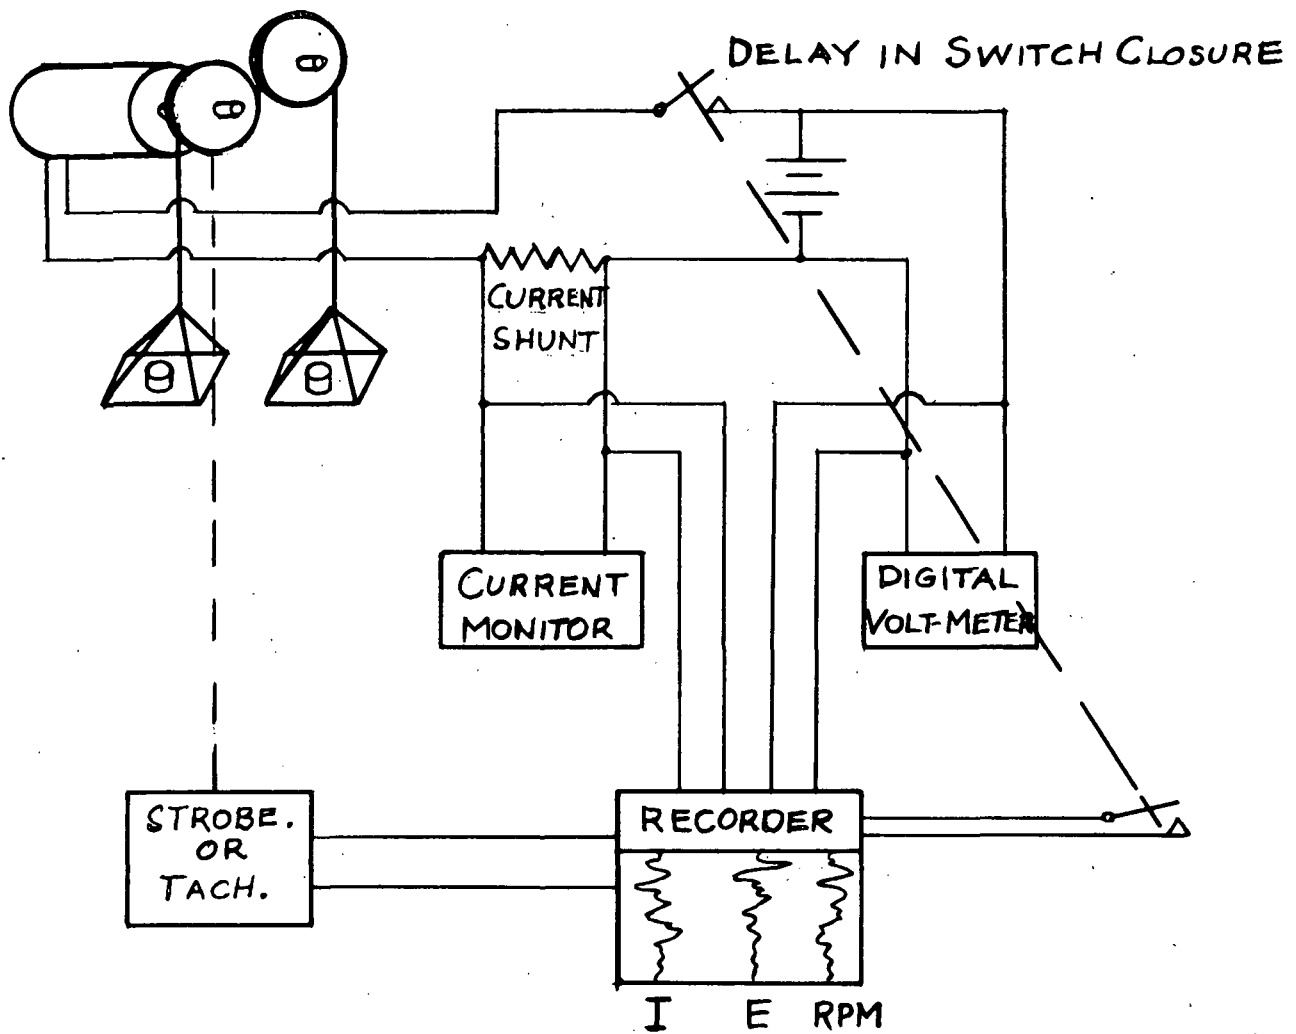 DELAY IN SWITCH CLOSURE
CURRENT
SHUNT
CURRENT
MONITOR
DIGITAL
VOLT-METER
STROBE.
OR
TACH.
RECORDER
I E RPM